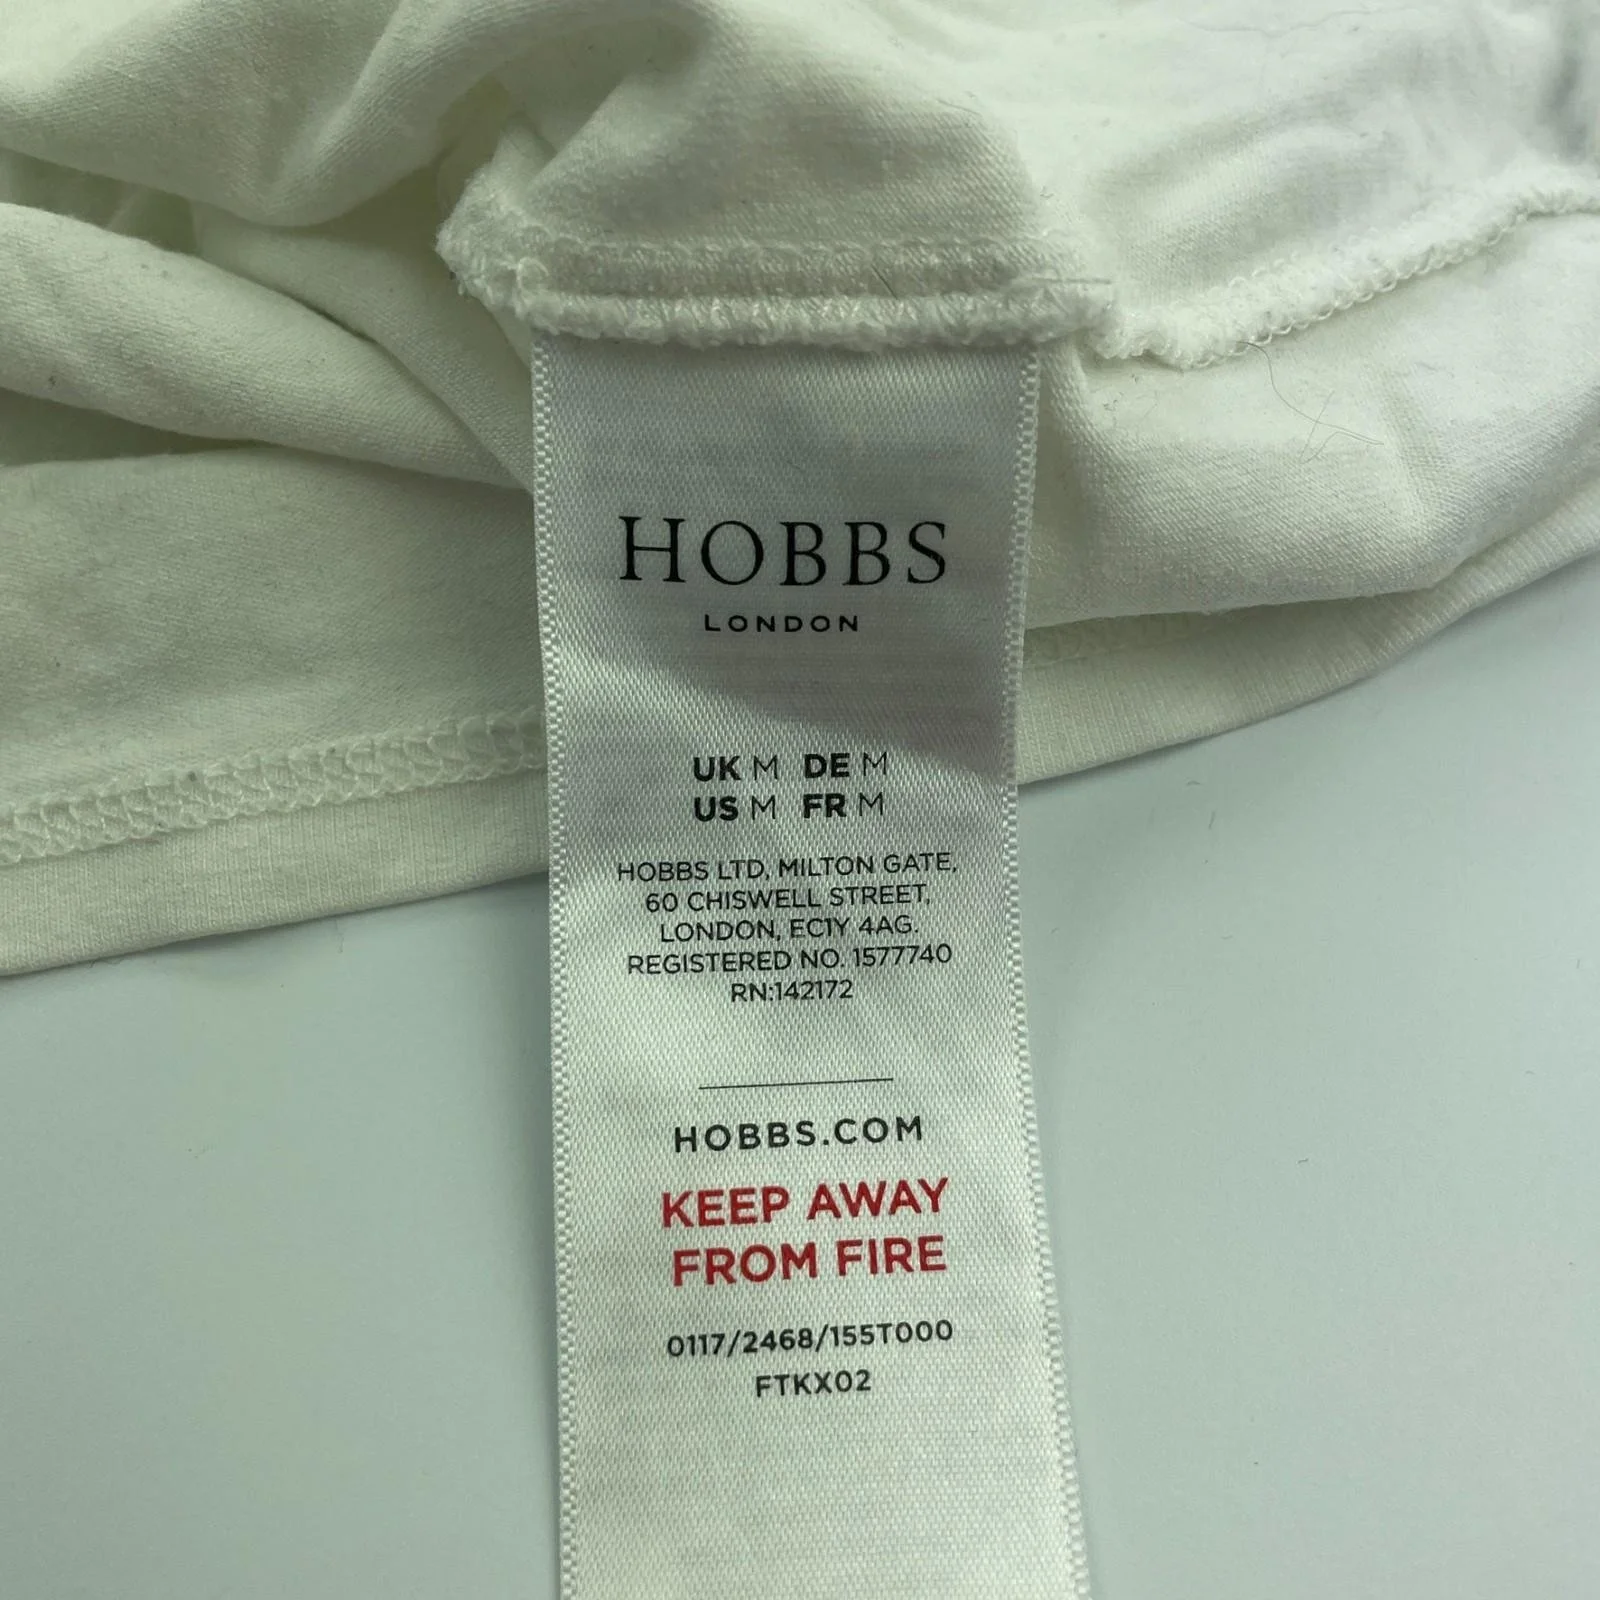 HOBBS
LONDON
UK M DE M
US M FR M
HOBBS LTD, MILTON GATE,
60 CHISWELL STREET,
LONDON, EC1Y 4AG.
REGISTERED NO. 1577740
RN:142172
HOBBS.COM
KEEP AWAY
FROM FIRE
0117/2468/155T000
FTKX02